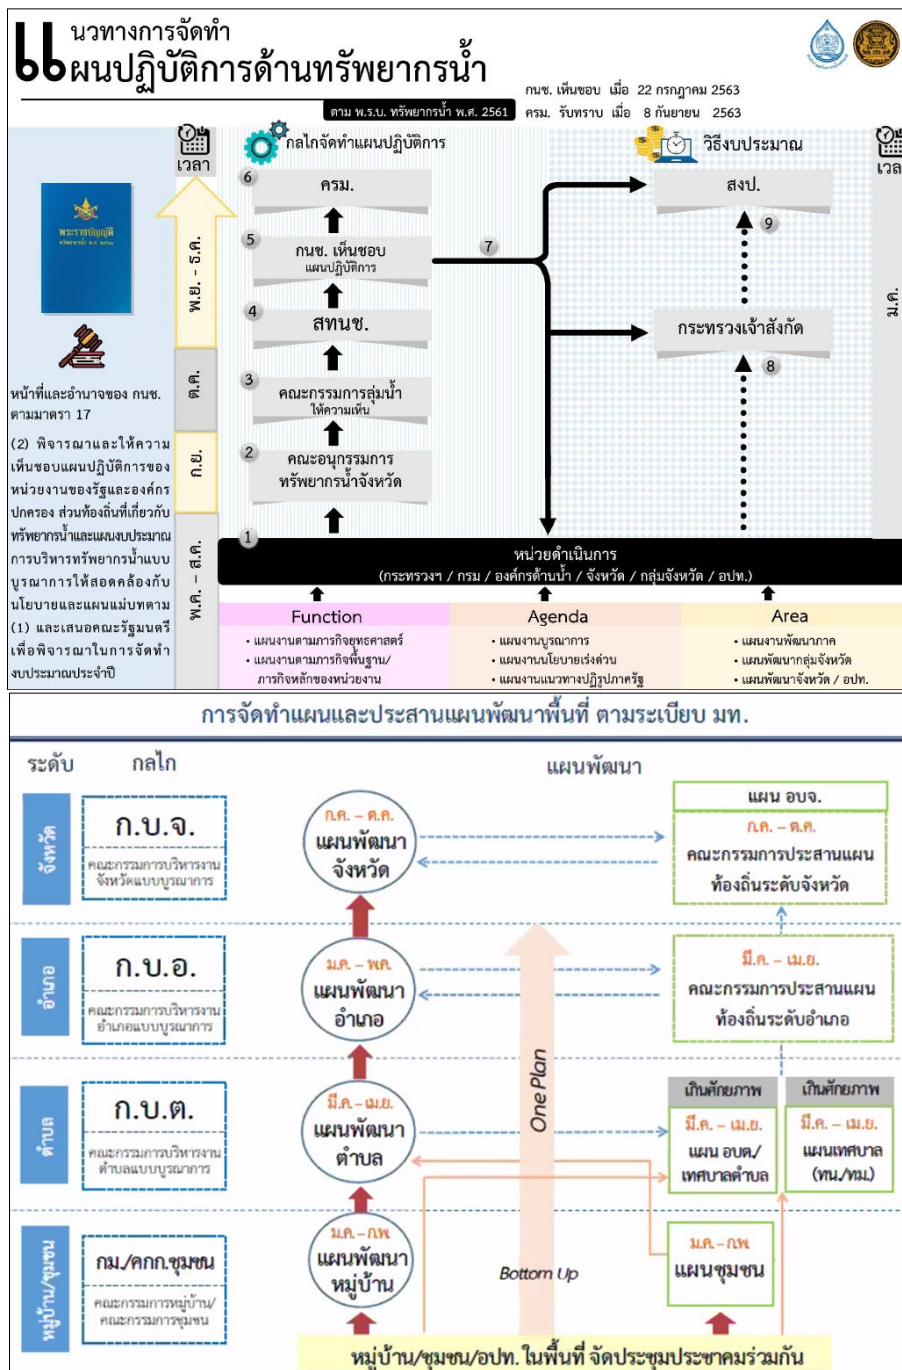 แนวทางการจัดทำ
แผนปฏิบัติการด้านทรัพยากรน้ำ
ตาม พ.ร.บ. ทรัพยากรน้ำ พ.ศ. 2561
กนช. เห็นชอบ เมื่อ 22 กรกฎาคม 2563
ครม. รับทราบ เมื่อ 8 กันยายน 2563
เวลา
กลไกจัดทำแผนปฏิบัติการ
วิธีงบประมาณ
เวล
พระราชบัญญัติ
ทรัพยากรน้ำ พ.ศ. ๒๕๖๑
หน้าที่และอำนาจของ กนช.
ตามมาตรา 17
(2) พิจารณาและให้ความ
เห็นชอบแผนปฏิบัติการของ
หน่วยงานของรัฐและองค์กร
ปกครอง ส่วนท้องถิ่นที่เกี่ยวกับ
ทรัพยากรน้ำและแผนงบประมาณ
การบริหารทรัพยากรน้ำแบบ
บูรณาการให้สอดคล้องกับ
นโยบายและแผนแม่บทตาม
(1) และเสนอคณะรัฐมนตรี
เพื่อพิจารณาในการจัดทำ
งบประมาณประจำปี
พ.ย. - ธ.ค.
ต.ค.
ก.ย.
พ.ค. – ส.ค.
6
ครม.
5
กนช. เห็นชอบ
แผนปฏิบัติการ
4
สทนช.
3
คณะกรรมการลุ่มน้ำ
ให้ความเห็น
2
คณะอนุกรรมการ
ทรัพยากรน้ำจังหวัด
1
7
สงป.
9
กระทรวงเจ้าสังกัด
8
ม.ค.
หน่วยดำเนินการ
(กระทรวงฯ / กรม / องค์กรด้านน้ำ / จังหวัด / กลุ่มจังหวัด / อปท.)
Function
• แผนงานตามภารกิจยุทธศาสตร์
• แผนงานตามภารกิจพื้นฐาน/
ภารกิจหลักของหน่วยงาน
Agenda
• แผนงานบูรณาการ
• แผนงานนโยบายเร่งด่วน
• แผนงานแนวทางปฏิรูปภาครัฐ
Area
• แผนงานพัฒนาภาค
• แผนพัฒนากลุ่มจังหวัด
• แผนพัฒนาจังหวัด / อปท.
การจัดทำแผนและประสานแผนพัฒนาพื้นที่ ตามระเบียบ มท.
ระดับ
กลไก
แผนพัฒนา
จังหวัด
ก.บ.จ.
คณะกรรมการบริหารงาน
จังหวัดแบบบูรณาการ
ก.ค. – ต.ค.
แผนพัฒนา
จังหวัด
แผน อบจ.
ก.ค. – ต.ค.
คณะกรรมการประสานแผน
ท้องถิ่นระดับจังหวัด
อำเภอ
ก.บ.อ.
คณะกรรมการบริหารงาน
อำเภอแบบบูรณาการ
ม.ค – พ.ค.
แผนพัฒนา
อำเภอ
มี.ค – เม.ย.
คณะกรรมการประสานแผน
ท้องถิ่นระดับอำเภอ
One Plan
ตำบล
ก.บ.ต.
คณะกรรมการบริหารงาน
ตำบลแบบบูรณาการ
มี.ค.–เม.ย.
แผนพัฒนา
ตำบล
เกินศักยภาพ
มี.ค – เม.ย.
แผน อบต./
เทศบาลตำบล
เกินศักยภาพ
มี.ค – เม.ย.
แผนเทศบาล
(ทน./ทม.)
หมู่บ้าน/ชุมชน
กม./คกก.ชุมชน
คณะกรรมการหมู่บ้าน/
คณะกรรมการชุมชน
ม.ค–ก.พ.
แผนพัฒนา
หมู่บ้าน
Bottom Up
ม.ค.–ก.พ.
แผนชุมชน
หมู่บ้าน/ชุมชน/อปท. ในพื้นที่ จัดประชุมประชาคมร่วมกัน